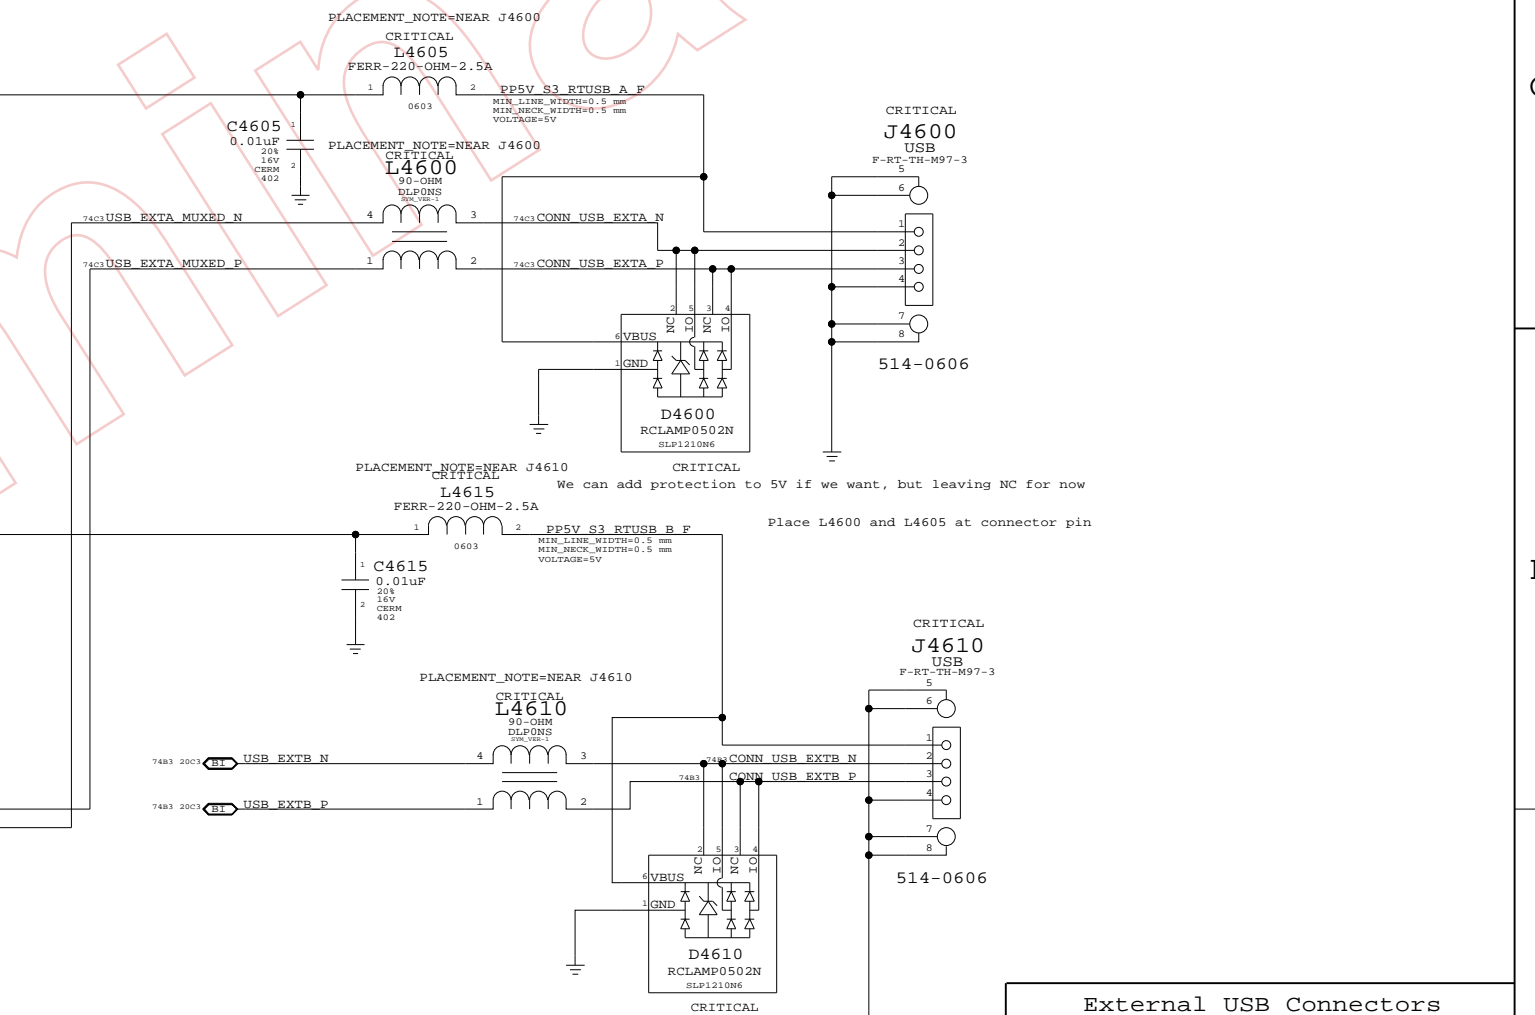 PLACEMENT_NOTE=NEAR J4600
CRITICAL
L4605
FERR-220-OHM-2.5A
1
2
0603
PP5V_S3_RTUSB_A_F
MIN_LINE_WIDTH=0.5 mm
MIN_NECK_WIDTH=0.5 mm
VOLTAGE=5V
C4605
0.01uF
20%
16V
CERM
402
1
2
PLACEMENT_NOTE=NEAR J4600
CRITICAL
L4600
90-OHM
DLP0NS
SYM_VER-1
74C3 USB_EXTA_MUXED_N
4
3
74C3 CONN_USB_EXTA_N
74C3 USB_EXTA_MUXED_P
1
2
74C3 CONN_USB_EXTA_P
CRITICAL
J4600
USB
F-RT-TH-M97-3
5
6
1
2
3
4
7
8
514-0606
2
5
3
4
NC
IO
NC
IO
6 VBUS
1 GND
D4600
RCLAMP0502N
SLP1210N6
CRITICAL
We can add protection to 5V if we want, but leaving NC for now
Place L4600 and L4605 at connector pin
PLACEMENT_NOTE=NEAR J4610
CRITICAL
L4615
FERR-220-OHM-2.5A
1
2
0603
PP5V_S3_RTUSB_B_F
MIN_LINE_WIDTH=0.5 mm
MIN_NECK_WIDTH=0.5 mm
VOLTAGE=5V
C4615
0.01uF
20%
16V
CERM
402
1
2
PLACEMENT_NOTE=NEAR J4610
CRITICAL
L4610
90-OHM
DLP0NS
SYM_VER-1
74B3 20C3 BI USB_EXTB_N
4
3
74B3 CONN_USB_EXTB_N
74B3 CONN_USB_EXTB_P
74B3 20C3 BI USB_EXTB_P
1
2
CRITICAL
J4610
USB
F-RT-TH-M97-3
5
6
1
2
3
4
7
8
514-0606
2
5
3
4
NC
IO
NC
IO
6 VBUS
1 GND
D4610
RCLAMP0502N
SLP1210N6
CRITICAL
External USB Connectors